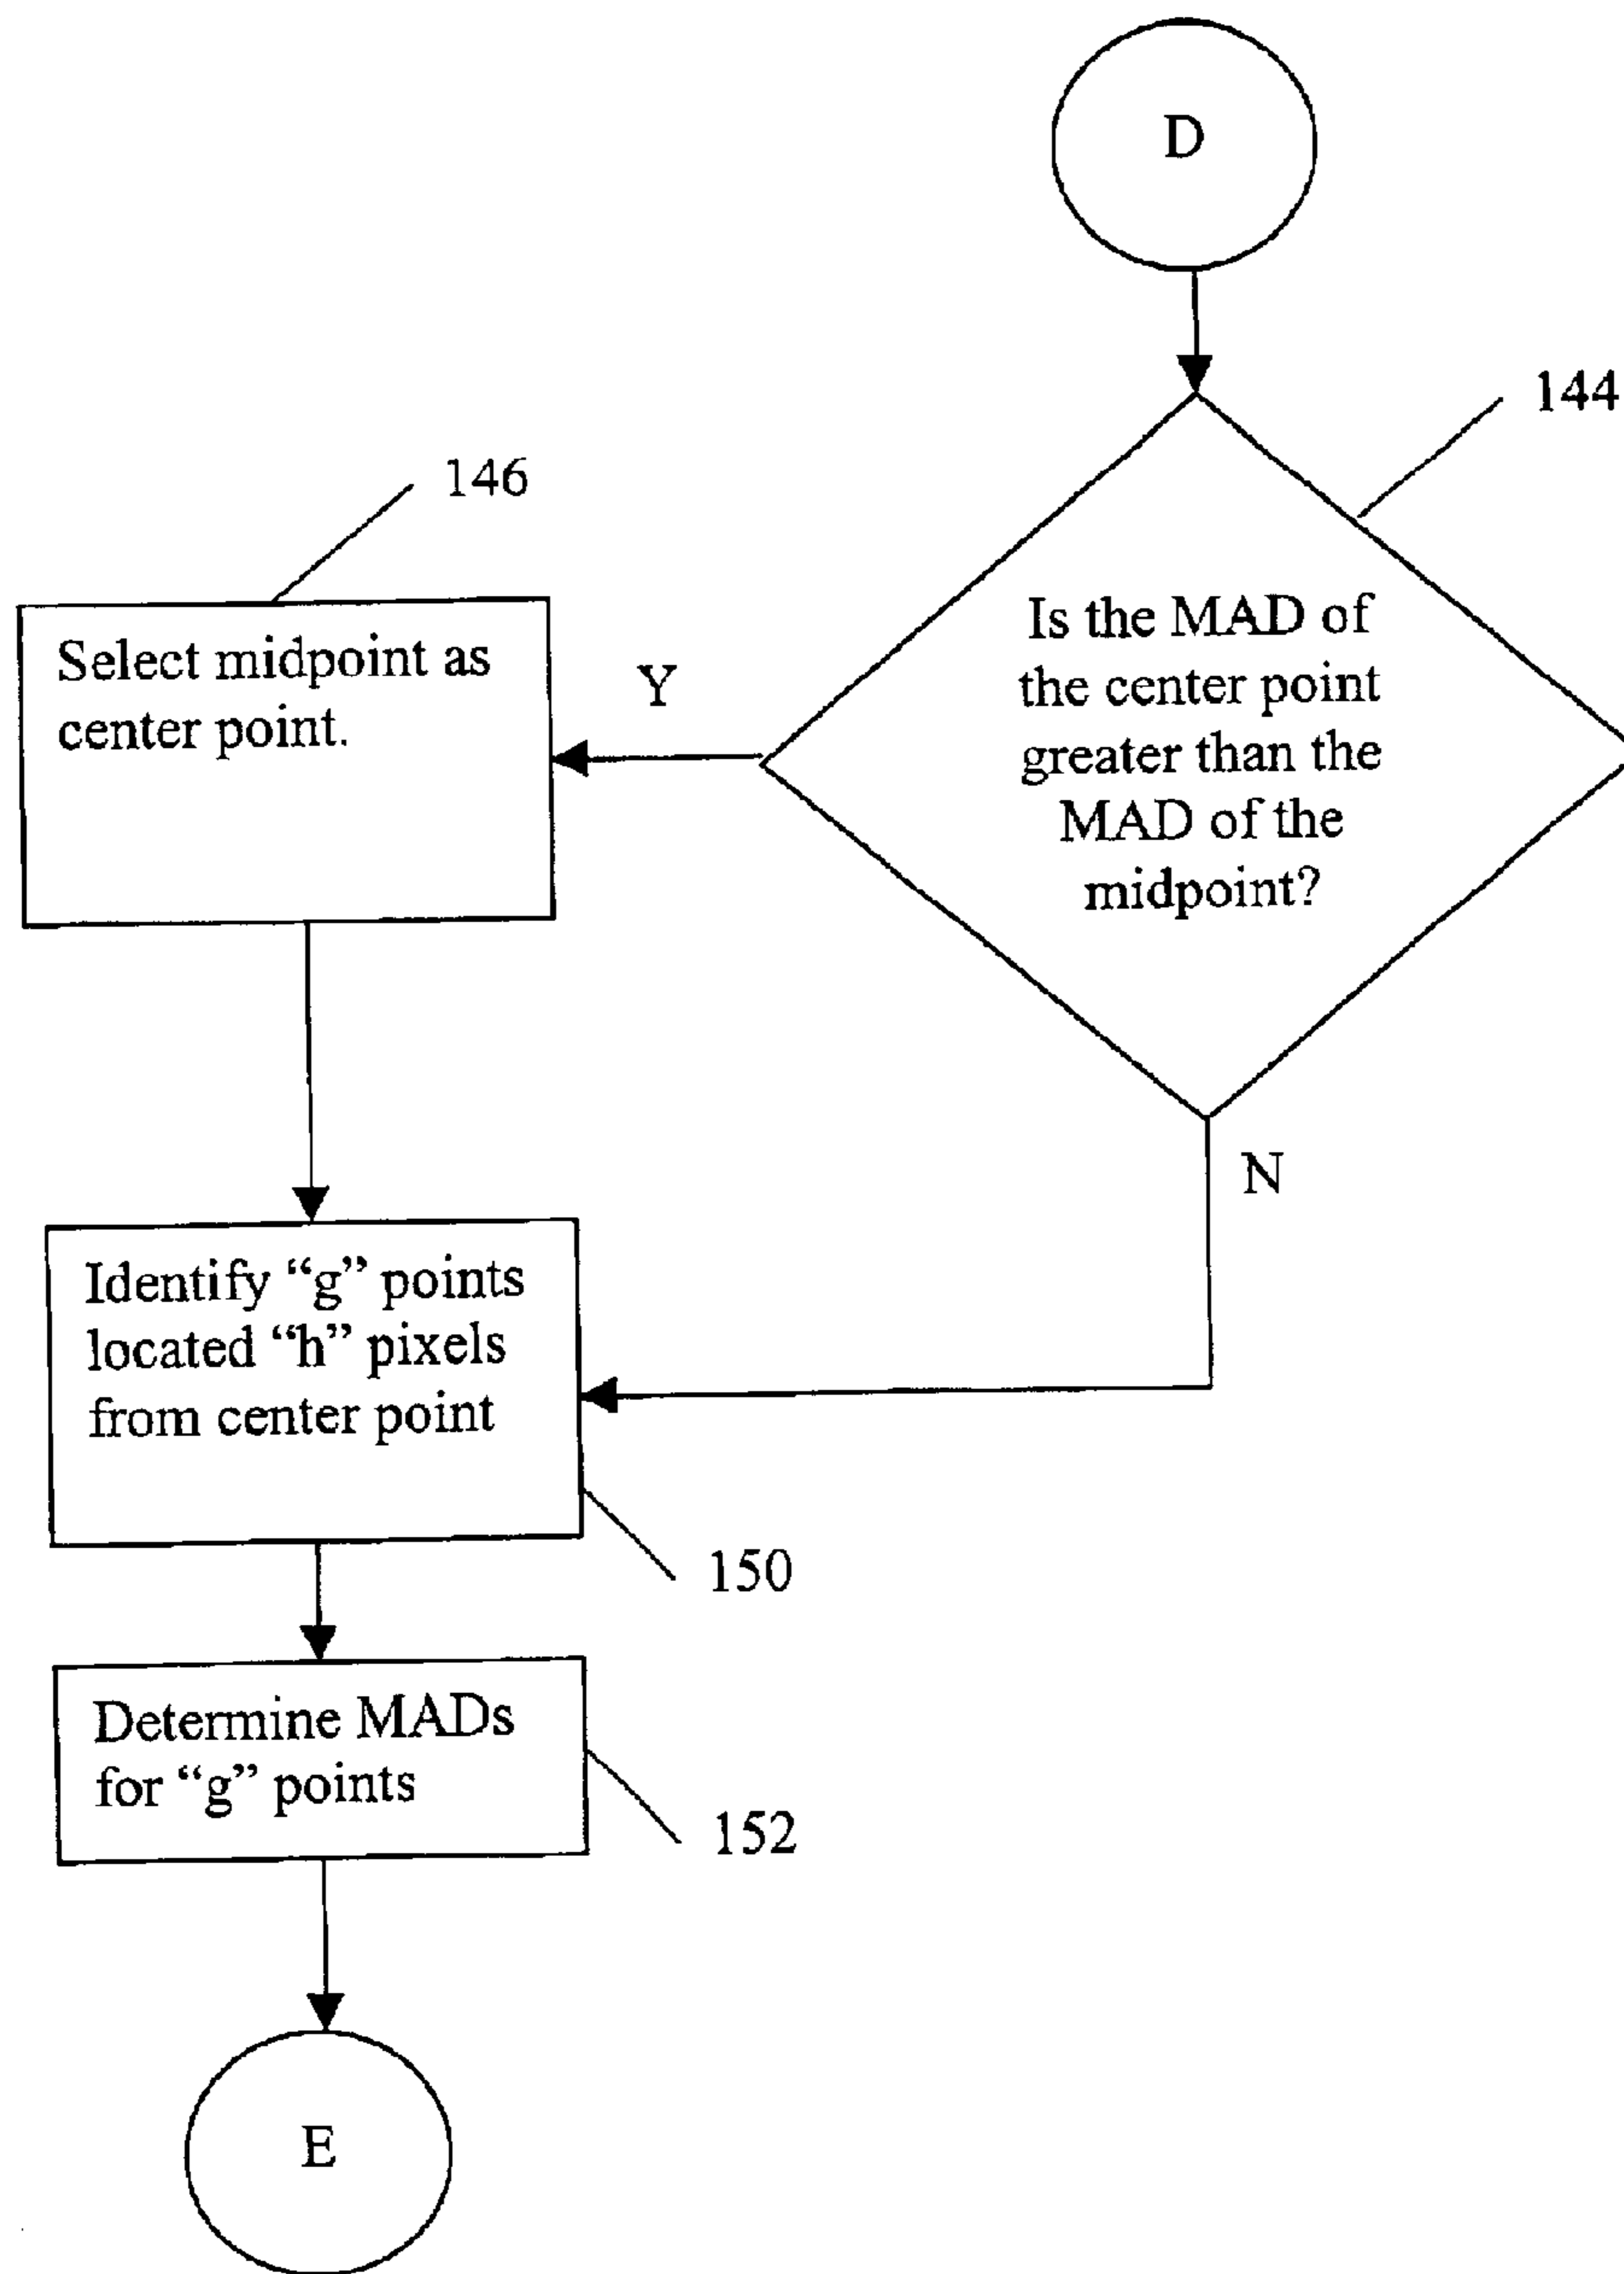 D
144
146
Is the MAD of
the center point
greater than the
MAD of the
midpoint?
Select midpoint as
center point.
Y
N
Identify “g” points
located “h” pixels
from center point
150
Determine MADs
for “g” points
152
E